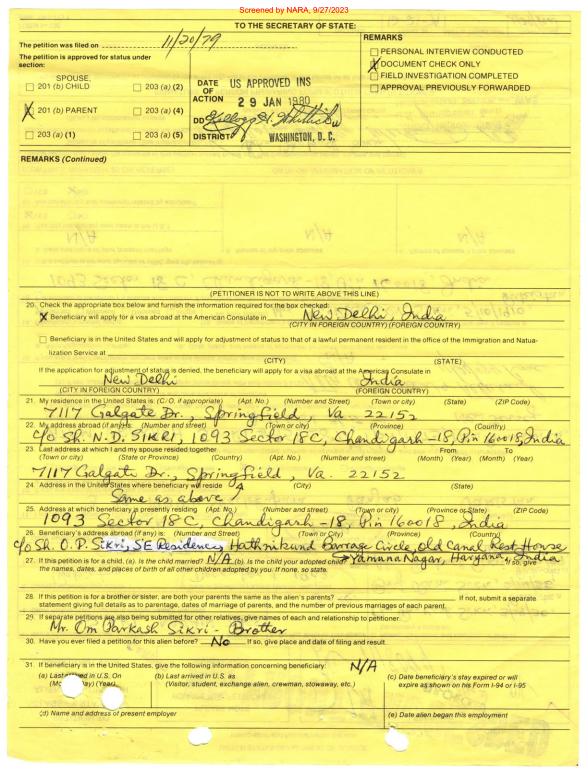 Screened by NARA, 9/27/2023
TO THE SECRETARY OF STATE:
The petition was filed on 11/20/79
The petition is approved for status under section:
SPOUSE,
☐ 201 (b) CHILD ☐ 203 (a) (2)
☒ 201 (b) PARENT ☐ 203 (a) (4)
☐ 203 (a) (1) ☐ 203 (a) (5)
DATE OF ACTION US APPROVED INS
29 JAN 1980
DD
DISTRICT WASHINGTON, D. C.
REMARKS
☐ PERSONAL INTERVIEW CONDUCTED
☒ DOCUMENT CHECK ONLY
☐ FIELD INVESTIGATION COMPLETED
☐ APPROVAL PREVIOUSLY FORWARDED
REMARKS (Continued)
(PETITIONER IS NOT TO WRITE ABOVE THIS LINE)
20. Check the appropriate box below and furnish the information required for the box checked:
X Beneficiary will apply for a visa abroad at the American Consulate in New Delhi, India
(CITY IN FOREIGN COUNTRY) (FOREIGN COUNTRY)
☐ Beneficiary is in the United States and will apply for adjustment of status to that of a lawful permanent resident in the office of the Immigration and Natua-
lization Service at
(CITY) (STATE)
If the application for adjustment of status is denied, the beneficiary will apply for a visa abroad at the American Consulate in
New Delhi India
(CITY IN FOREIGN COUNTRY) (FOREIGN COUNTRY)
21. My residence in the United States is: (C/O, if appropriate) (Apt. No.) (Number and street) (Town or city) (State) (ZIP Code)
7117 Galgate Dr., Springfield, Va. 22152
22. My address abroad (if any) is: (Number and street) (Town or city) (Province) (Country)
c/o Sh. N.D. SIKRI, 1093 Sector 18C, Chandigarh-18, Pin 160018, India
23. Last address at which I and my spouse resided together From To
(Town or city) (State or Province) (Country) (Apt. No.) (Number and street) (Month) (Year) (Month) (Year)
7117 Galgate Dr., Springfield, Va. 22152
24. Address in the United States where beneficiary will reside (City) (State)
Same as above
25. Address at which beneficiary is presently residing (Apt. No.) (Number and street) (Town or city) (Province or State) (ZIP Code)
1093 Sector 18C, Chandigarh-18, Pin 160018, India
26. Beneficiary's address abroad (if any) is: (Number and street) (Town or City) (Province) (Country)
c/o Sh. O.P. Sikri, SE Residence, Hathnikund Barrage Circle, Old Canal Rest House
Yamuna Nagar, Haryana, India
27. If this petition is for a child, (a). Is the child married? N/A (b). Is the child your adopted child? If so, give
the names, dates, and places of birth of all other children adopted by you. If none, so state.
28. If this petition is for a brother or sister, are both your parents the same as the alien's parents? If not, submit a separate
statement giving full details as to parentage, dates of marriage of parents, and the number of previous marriages of each parent.
29. If separate petitions are also being submitted for other relatives, give names of each and relationship to petitioner.
Mr. Om Parkash Sikri - Brother
30. Have you ever filed a petition for this alien before? No If so, give place and date of filing and result.
31. If beneficiary is in the United States, give the following information concerning beneficiary: N/A
(a) Last arrived in U.S. On (Day) (Year)
(b) Last arrived in U.S. as
(Visitor, student, exchange alien, crewman, stowaway, etc.)
(c) Date beneficiary's stay expired or will
expire as shown on his Form I-94 or I-95
(d) Name and address of present employer
(e) Date alien began this employment